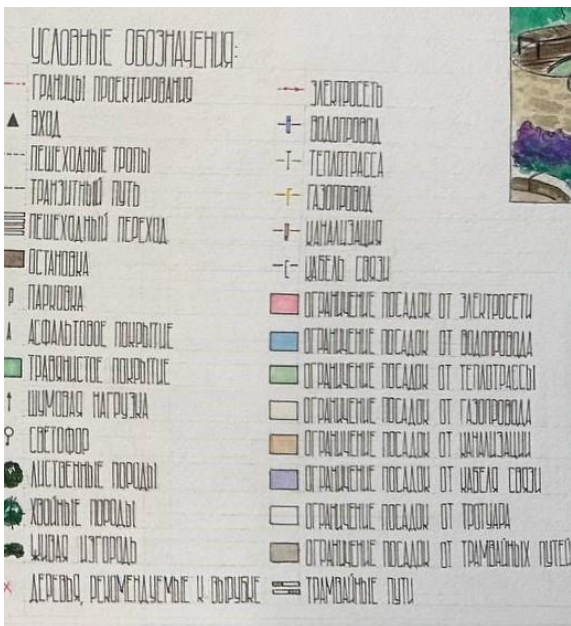 УСЛОВНЫЕ ОБОЗНАЧЕНИЯ:
ГРАНИЦЫ ПРОЕКТИРОВАНИЯ
ВХОД
ПЕШЕХОДНЫЕ ТРОПЫ
ТРАНЗИТНЫЙ ПУТЬ
ПЕШЕХОДНЫЙ ПЕРЕХОД
ОСТАНОВКА
P ПАРКОВКА
А АСФАЛЬТОВОЕ ПОКРЫТИЕ
ТРАВЯНИСТОЕ ПОКРЫТИЕ
ШУМОВАЯ НАГРУЗКА
СВЕТОФОР
ЛИСТВЕННЫЕ ПОРОДЫ
ХВОЙНЫЕ ПОРОДЫ
ЖИВАЯ ИЗГОРОДЬ
ДЕРЕВЬЯ, РЕКОМЕНДУЕМЫЕ К ВЫРУБКЕ
ЭЛЕКТРОСЕТЬ
ВОДОПРОВОД
-Т- ТЕПЛОТРАССА
-Г- ГАЗОПРОВОД
КАНАЛИЗАЦИЯ
КАБЕЛЬ СВЯЗИ
ОГРАНИЧЕНИЕ ПОСАДОК ОТ ЭЛЕКТРОСЕТИ
ОГРАНИЧЕНИЕ ПОСАДОК ОТ ВОДОПРОВОДА
ОГРАНИЧЕНИЕ ПОСАДОК ОТ ТЕПЛОТРАССЫ
ОГРАНИЧЕНИЕ ПОСАДОК ОТ ГАЗОПРОВОДА
ОГРАНИЧЕНИЕ ПОСАДОК ОТ КАНАЛИЗАЦИИ
ОГРАНИЧЕНИЕ ПОСАДОК ОТ КАБЕЛЯ СВЯЗИ
ОГРАНИЧЕНИЕ ПОСАДОК ОТ ТРОТУАРА
ОГРАНИЧЕНИЕ ПОСАДОК ОТ ТРАМВАЙНЫХ ПУТЕЙ
ТРАМВАЙНЫЕ ПУТИ